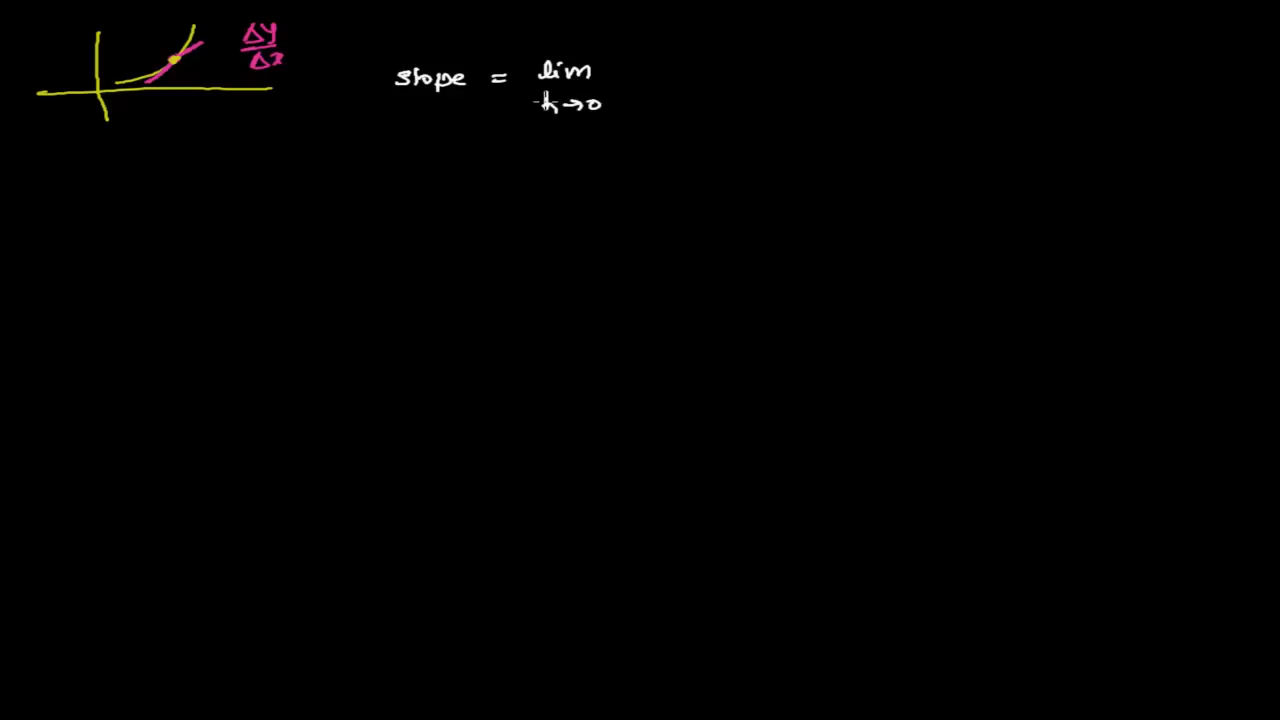 Δy
Δx
slope = lim
h→0